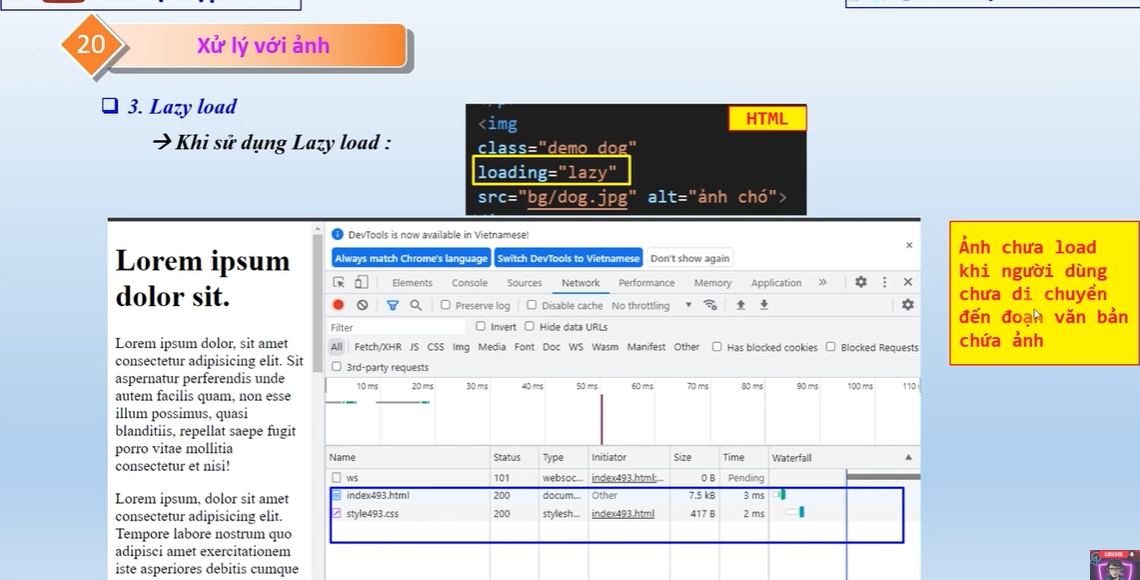 20
Xử lý với ảnh
3. Lazy load
→ Khi sử dụng Lazy load :
HTML
<img
class="demo dog"
loading="lazy"
src="bg/dog.jpg" alt="ảnh chó">
Lorem ipsum
dolor sit.
Lorem ipsum dolor, sit amet
consectetur adipisicing elit. Sit
aspernatur perferendis unde
autem facilis quam, non esse
illum possimus, quasi
blanditiis, repellat saepe fugit
porro vitae mollitia
consectetur et nisi!
Lorem ipsum, dolor sit amet
consectetur adipisicing elit.
Tempore labore nostrum quo
adipisci amet exercitationem
iste asperiores debitis cumque
DevTools is now available in Vietnamese!
Always match Chrome's language Switch DevTools to Vietnamese Don't show again
Elements Console Sources Network Performance Memory Application
Preserve log Disable cache No throttling
Filter Invert Hide data URLs
All Fetch/XHR JS CSS Img Media Font Doc WS Wasm Manifest Other Has blocked cookies Blocked Requests
3rd-party requests
10 ms 20 ms 30 ms 40 ms 50 ms 60 ms 70 ms 80 ms 90 ms 100 ms 110
Name Status Type Initiator Size Time Waterfall
ws 101 websoc... index493.html:... 0 B Pending
index493.html 200 docum... Other 7.5 kB 3 ms
style493.css 200 stylesh... index493.html 417 B 2 ms
Ảnh chưa load
khi người dùng
chưa di chuyển
đến đoạn văn bản
chứa ảnh
SUBSCRIBE